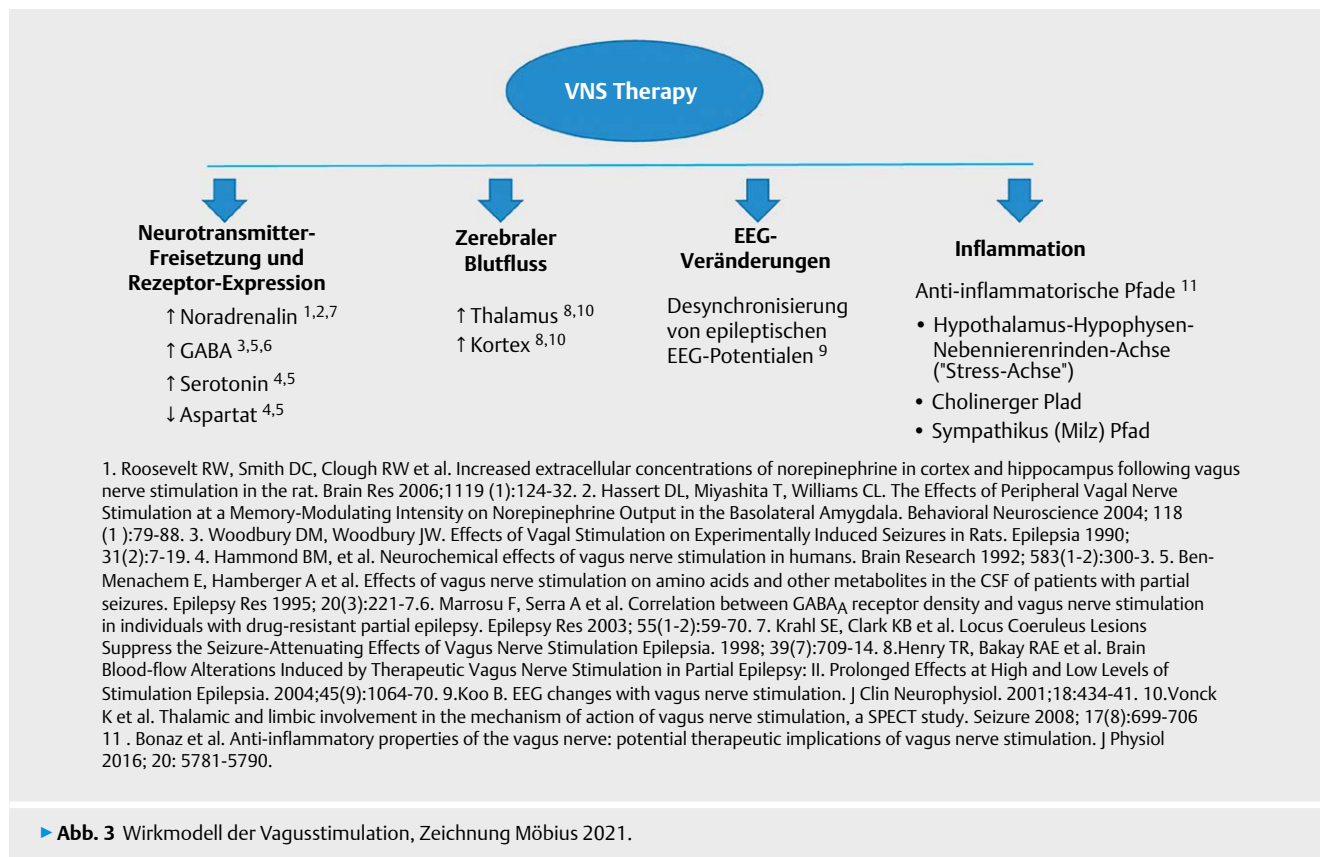 VNS Therapy
Neurotransmitter-
Freisetzung und
Rezeptor-Expression
↑ Noradrenalin 1,2,7
↑ GABA 3,5,6
↑ Serotonin 4,5
↓ Aspartat 4,5
Zerebraler
Blutfluss
↑ Thalamus 8,10
↑ Kortex 8,10
EEG-
Veränderungen
Desynchronisierung
von epileptischen
EEG-Potentialen 9
Inflammation
Anti-inflammatorische Pfade 11
• Hypothalamus-Hypophysen-
Nebennierenrinden-Achse
("Stress-Achse")
• Cholinerger Plad
• Sympathikus (Milz) Pfad
1. Roosevelt RW, Smith DC, Clough RW et al. Increased extracellular concentrations of norepinephrine in cortex and hippocampus following vagus
nerve stimulation in the rat. Brain Res 2006;1119 (1):124-32. 2. Hassert DL, Miyashita T, Williams CL. The Effects of Peripheral Vagal Nerve
Stimulation at a Memory-Modulating Intensity on Norepinephrine Output in the Basolateral Amygdala. Behavioral Neuroscience 2004; 118
(1 ):79-88. 3. Woodbury DM, Woodbury JW. Effects of Vagal Stimulation on Experimentally Induced Seizures in Rats. Epilepsia 1990;
31(2):7-19. 4. Hammond BM, et al. Neurochemical effects of vagus nerve stimulation in humans. Brain Research 1992; 583(1-2):300-3. 5. Ben-
Menachem E, Hamberger A et al. Effects of vagus nerve stimulation on amino acids and other metabolites in the CSF of patients with partial
seizures. Epilepsy Res 1995; 20(3):221-7.6. Marrosu F, Serra A et al. Correlation between GABAA receptor density and vagus nerve stimulation
in individuals with drug-resistant partial epilepsy. Epilepsy Res 2003; 55(1-2):59-70. 7. Krahl SE, Clark KB et al. Locus Coeruleus Lesions
Suppress the Seizure-Attenuating Effects of Vagus Nerve Stimulation Epilepsia. 1998; 39(7):709-14. 8.Henry TR, Bakay RAE et al. Brain
Blood-flow Alterations Induced by Therapeutic Vagus Nerve Stimulation in Partial Epilepsy: II. Prolonged Effects at High and Low Levels of
Stimulation Epilepsia. 2004;45(9):1064-70. 9.Koo B. EEG changes with vagus nerve stimulation. J Clin Neurophysiol. 2001;18:434-41. 10.Vonck
K et al. Thalamic and limbic involvement in the mechanism of action of vagus nerve stimulation, a SPECT study. Seizure 2008; 17(8):699-706
11 . Bonaz et al. Anti-inflammatory properties of the vagus nerve: potential therapeutic implications of vagus nerve stimulation. J Physiol
2016; 20: 5781-5790.
▶ Abb. 3 Wirkmodell der Vagusstimulation, Zeichnung Möbius 2021.